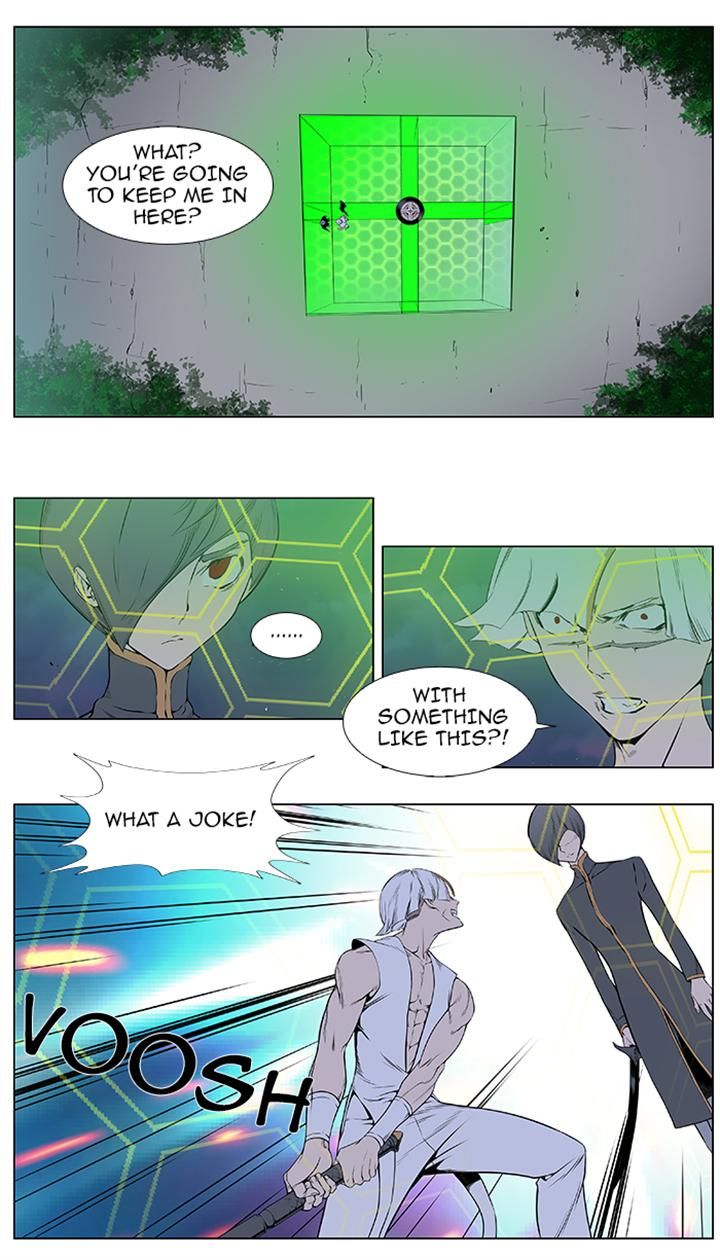 WHAT?
YOU'RE GOING
TO KEEP ME IN
HERE?
......
WITH
SOMETHING
LIKE THIS?!
WHAT A JOKE!
VOOSH